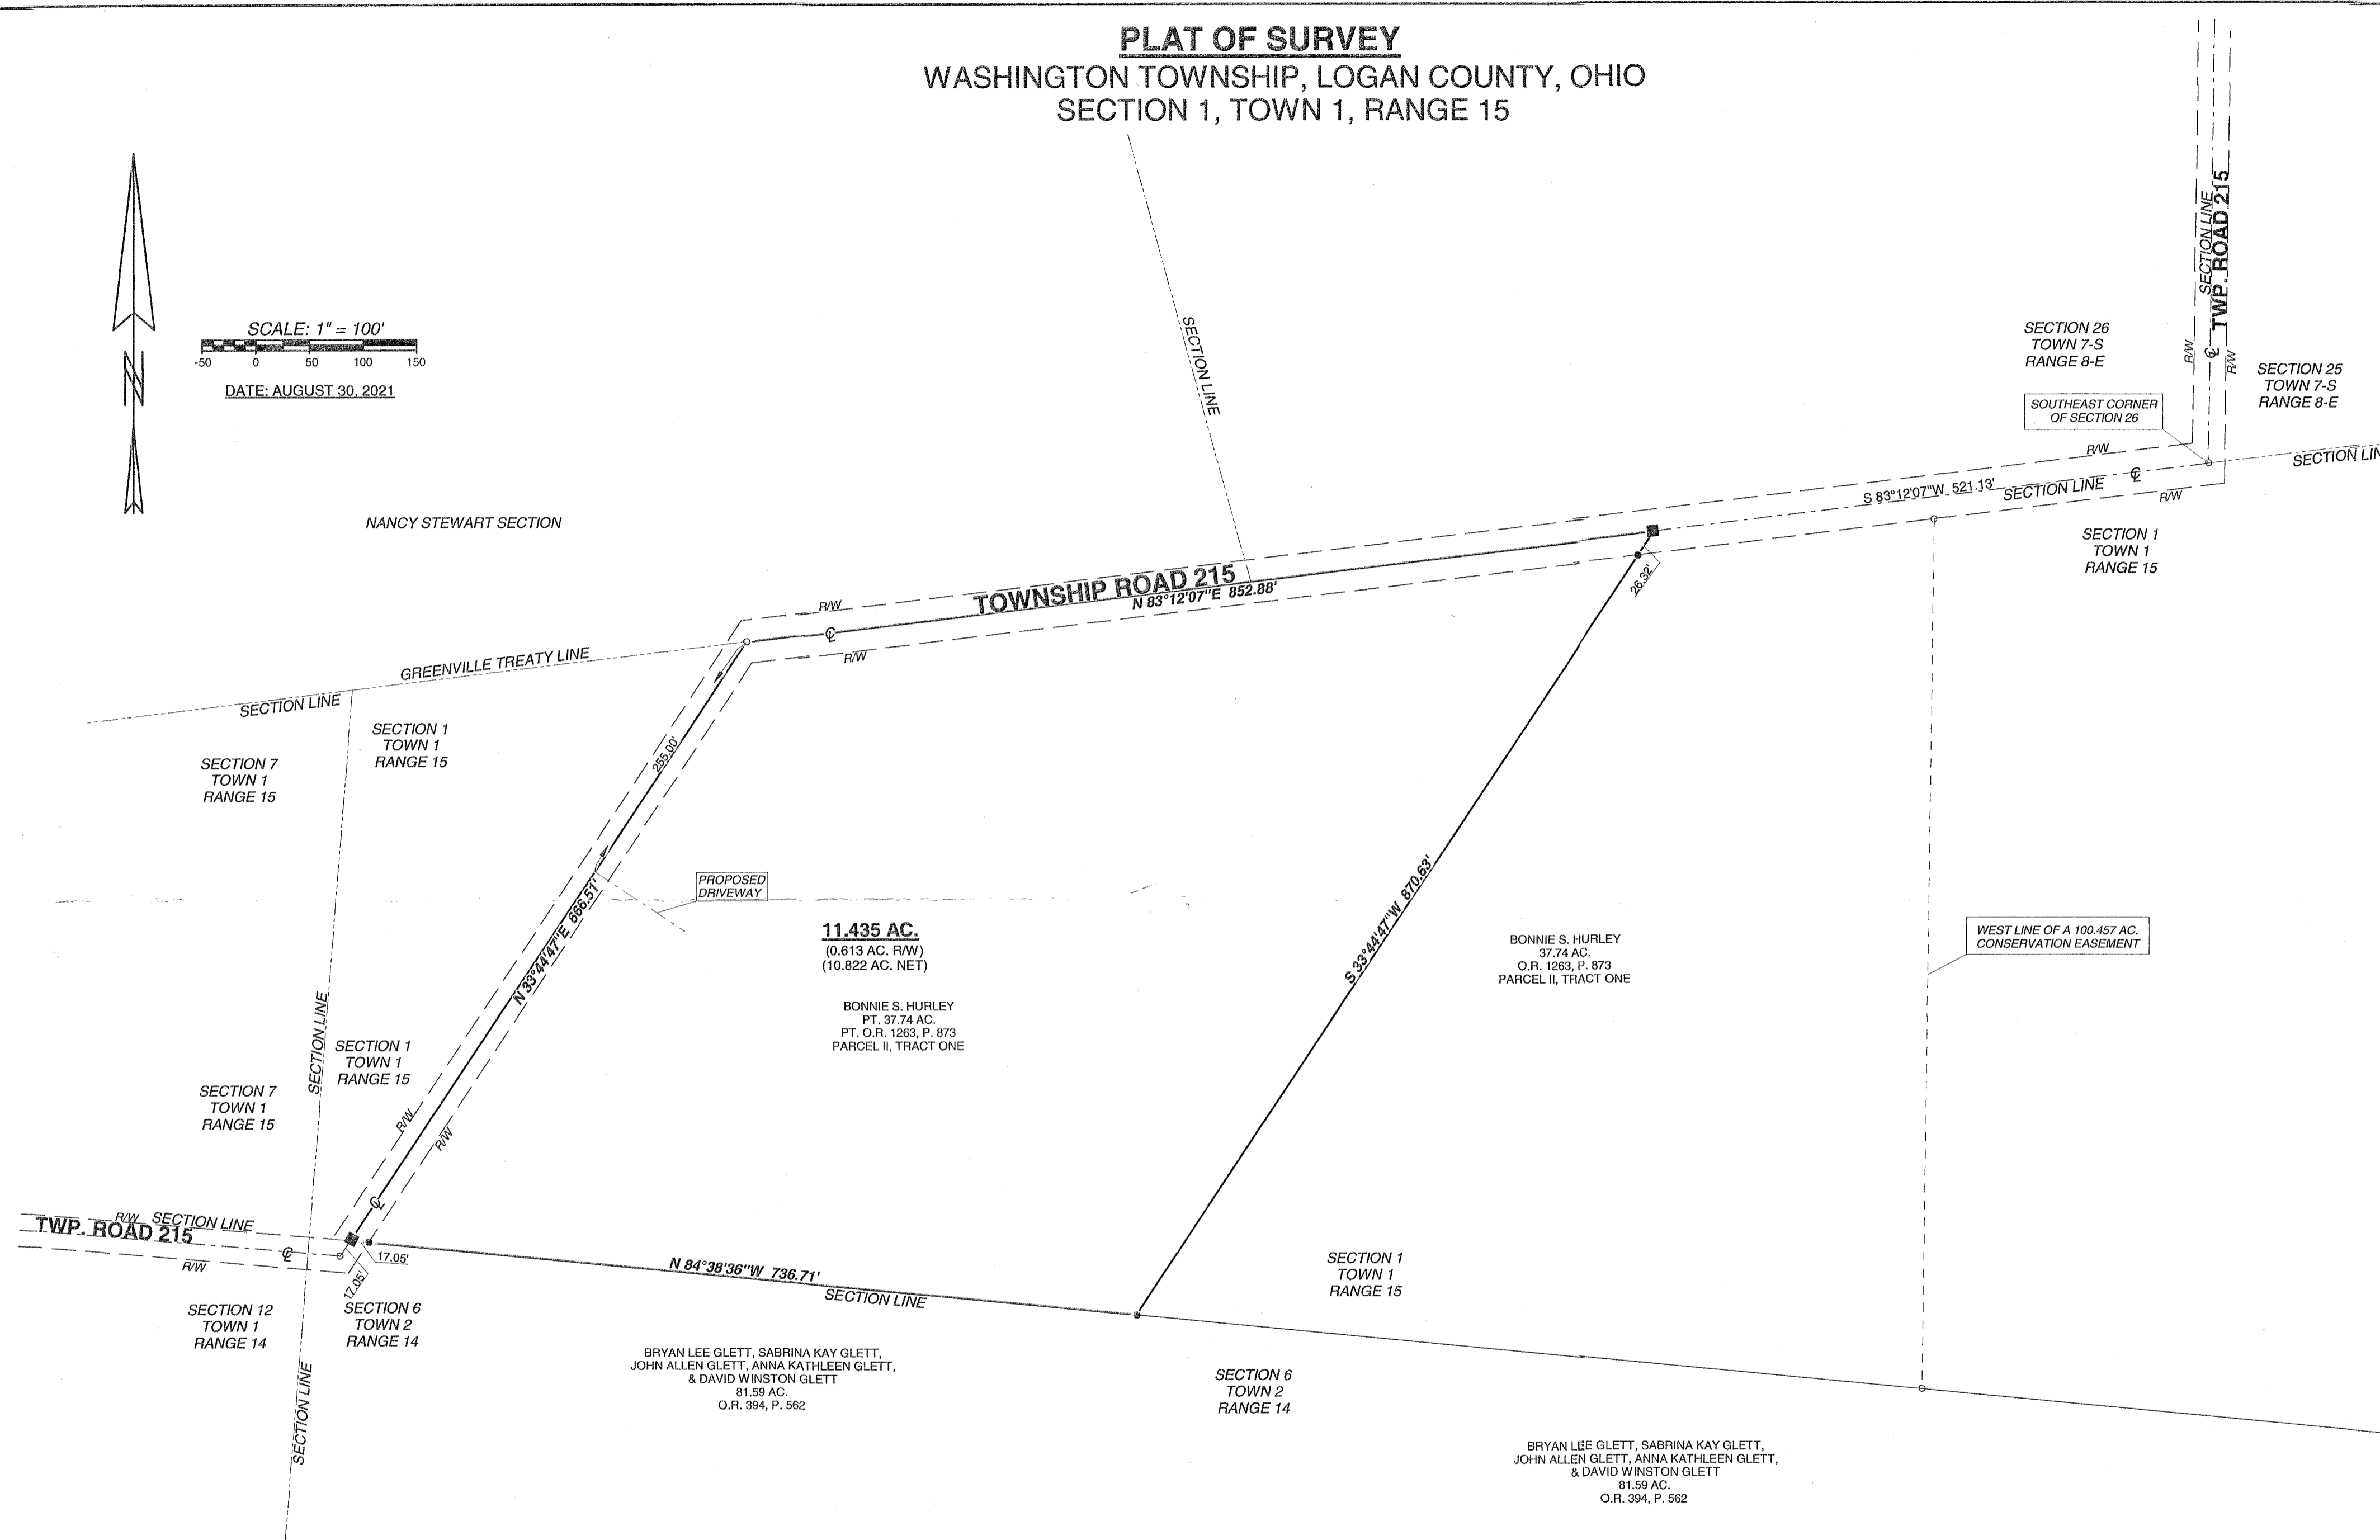 PLAT OF SURVEY
WASHINGTON TOWNSHIP, LOGAN COUNTY, OHIO
SECTION 1, TOWN 1, RANGE 15
N
SCALE: 1" = 100'
-50 0 50 100 150
DATE: AUGUST 30, 2021
NANCY STEWART SECTION
SECTION LINE
SECTION LINE
TWP. ROAD 215
SECTION 26
TOWN 7-S
RANGE 8-E
R/W
℄
R/W
SECTION 25
TOWN 7-S
RANGE 8-E
SOUTHEAST CORNER
OF SECTION 26
R/W
℄
SECTION LIN
S 83°12'07"W 521.13'
SECTION LINE
R/W
SECTION 1
TOWN 1
RANGE 15
26.32'
TOWNSHIP ROAD 215
N 83°12'07"E 852.88'
R/W
℄
R/W
GREENVILLE TREATY LINE
SECTION LINE
SECTION 1
TOWN 1
RANGE 15
SECTION 7
TOWN 1
RANGE 15
255.00'
PROPOSED
DRIVEWAY
N 33°44'47"E 666.51'
11.435 AC.
(0.613 AC. R/W)
(10.822 AC. NET)
BONNIE S. HURLEY
PT. 37.74 AC.
PT. O.R. 1263, P. 873
PARCEL II, TRACT ONE
S 33°44'47"W 870.63'
BONNIE S. HURLEY
37.74 AC.
O.R. 1263, P. 873
PARCEL II, TRACT ONE
WEST LINE OF A 100.457 AC.
CONSERVATION EASEMENT
SECTION LINE
SECTION 1
TOWN 1
RANGE 15
SECTION 7
TOWN 1
RANGE 15
R/W
R/W
℄
R/W SECTION LINE
TWP. ROAD 215
℄
R/W
17.05'
17.05'
N 84°38'36"W 736.71'
SECTION LINE
SECTION 1
TOWN 1
RANGE 15
SECTION 12
TOWN 1
RANGE 14
SECTION 6
TOWN 2
RANGE 14
SECTION LINE
BRYAN LEE GLETT, SABRINA KAY GLETT,
JOHN ALLEN GLETT, ANNA KATHLEEN GLETT,
& DAVID WINSTON GLETT
81.59 AC.
O.R. 394, P. 562
SECTION 6
TOWN 2
RANGE 14
BRYAN LEE GLETT, SABRINA KAY GLETT,
JOHN ALLEN GLETT, ANNA KATHLEEN GLETT,
& DAVID WINSTON GLETT
81.59 AC.
O.R. 394, P. 562